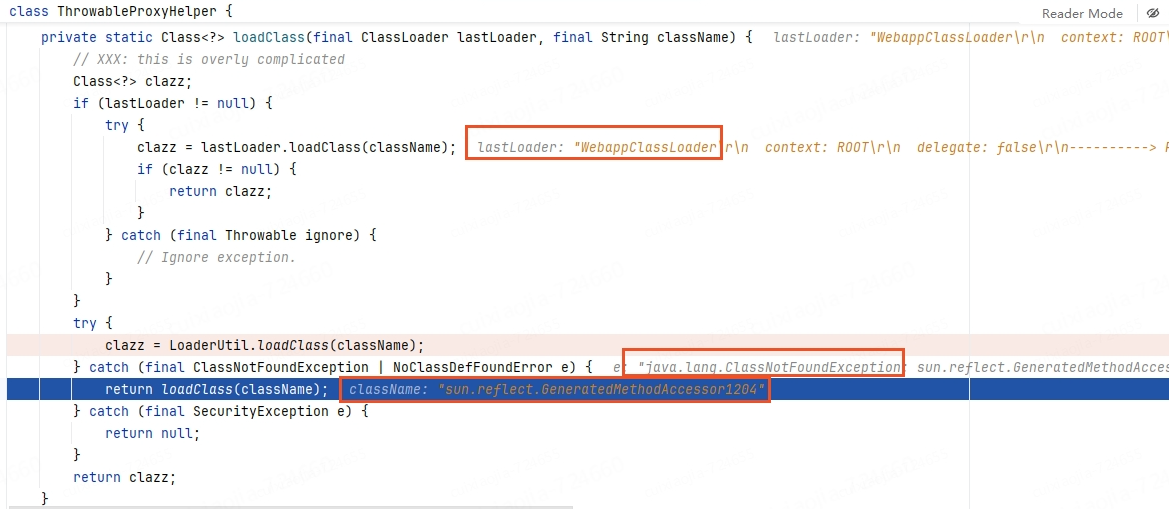 class ThrowableProxyHelper {
Reader Mode
    private static Class<?> loadClass(final ClassLoader lastLoader, final String className) {  lastLoader: "WebappClassLoader\r\n  context: ROOT\r\n
        // XXX: this is overly complicated
        Class<?> clazz;
        if (lastLoader != null) {
            try {
                clazz = lastLoader.loadClass(className);  lastLoader: "WebappClassLoader\r\n  context: ROOT\r\n  delegate: false\r\n----------> R
                if (clazz != null) {
                    return clazz;
                }
            } catch (final Throwable ignore) {
                // Ignore exception.
            }
        }
        try {
            clazz = LoaderUtil.loadClass(className);
        } catch (final ClassNotFoundException | NoClassDefFoundError e) {  e: "java.lang.ClassNotFoundException: sun.reflect.GeneratedMethodAcces
            return loadClass(className);  className: "sun.reflect.GeneratedMethodAccessor1204"
        } catch (final SecurityException e) {
            return null;
        }
        return clazz;
    }